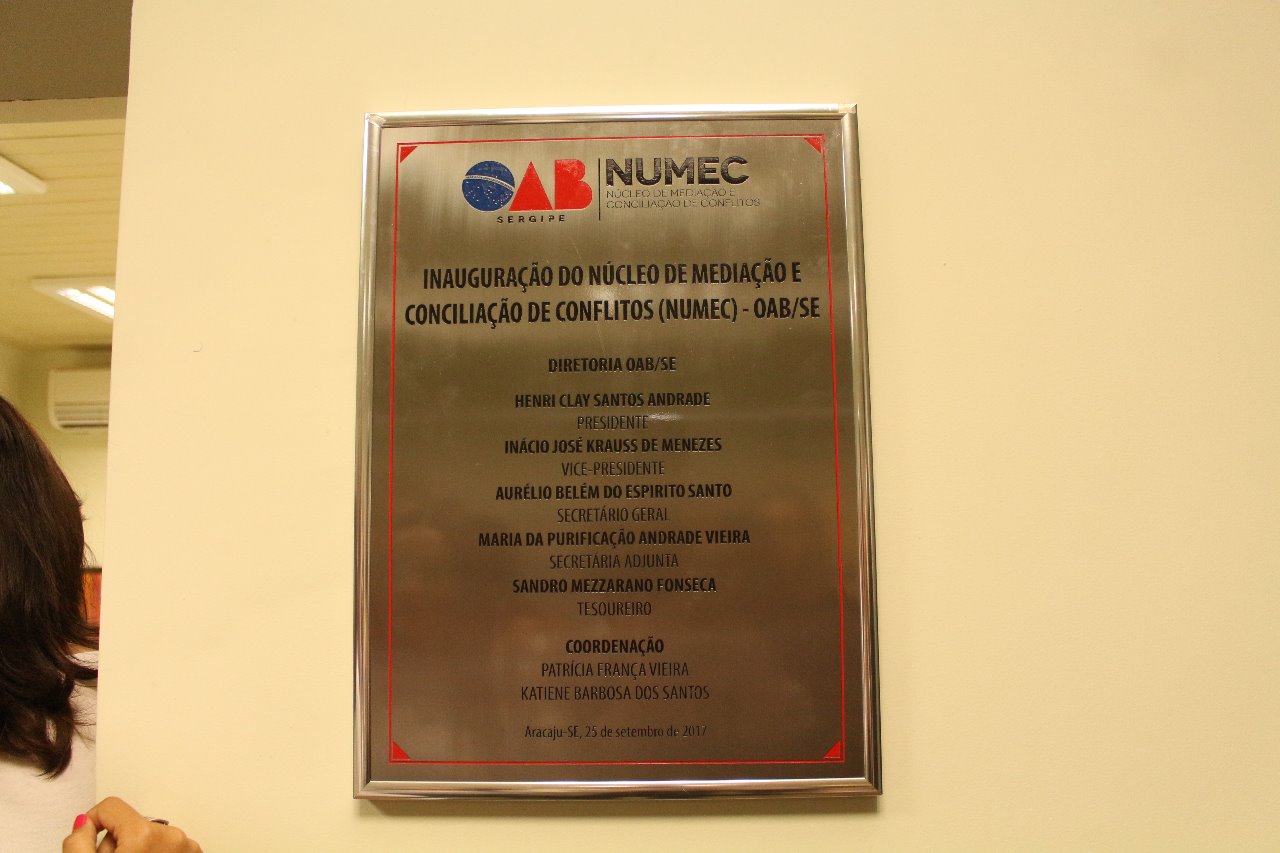 OAB
SERGIPE
NUMEC
NÚCLEO DE MEDIAÇÃO E
CONCILIAÇÃO DE CONFLITOS
INAUGURAÇÃO DO NÚCLEO DE MEDIAÇÃO E
CONCILIAÇÃO DE CONFLITOS (NUMEC) - OAB/SE
DIRETORIA OAB/SE
HENRI CLAY SANTOS ANDRADE
PRESIDENTE
INÁCIO JOSÉ KRAUSS DE MENEZES
VICE-PRESIDENTE
AURÉLIO BELÉM DO ESPIRITO SANTO
SECRETÁRIO GERAL
MARIA DA PURIFICAÇÃO ANDRADE VIEIRA
SECRETÁRIA ADJUNTA
SANDRO MEZZARANO FONSECA
TESOUREIRO
COORDENAÇÃO
PATRÍCIA FRANÇA VIEIRA
KATIENE BARBOSA DOS SANTOS
Aracaju-SE, 25 de setembro de 2017